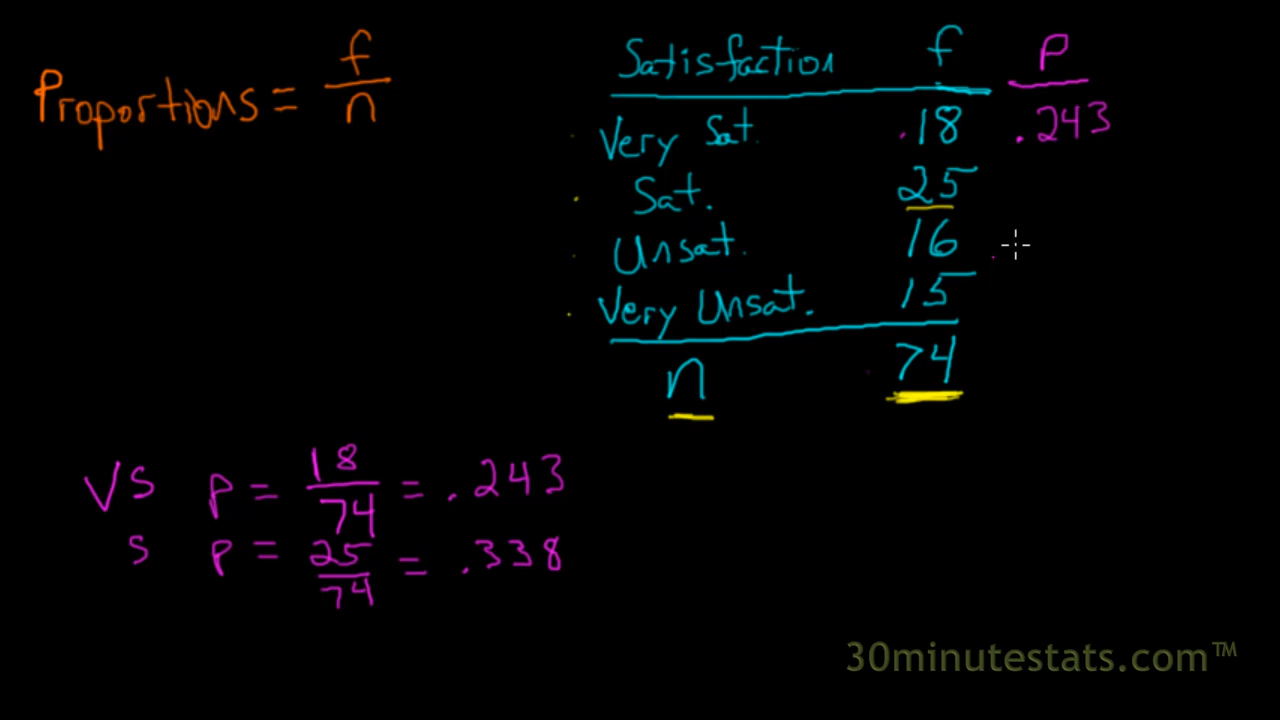 Proportions = f/n
Satisfaction f P
Very Sat. 18 .243
Sat. 25
Unsat. 16
Very Unsat. 15
n 74
VS p = 18/74 = .243
S p = 25/74 = .338
30minutestats.com™